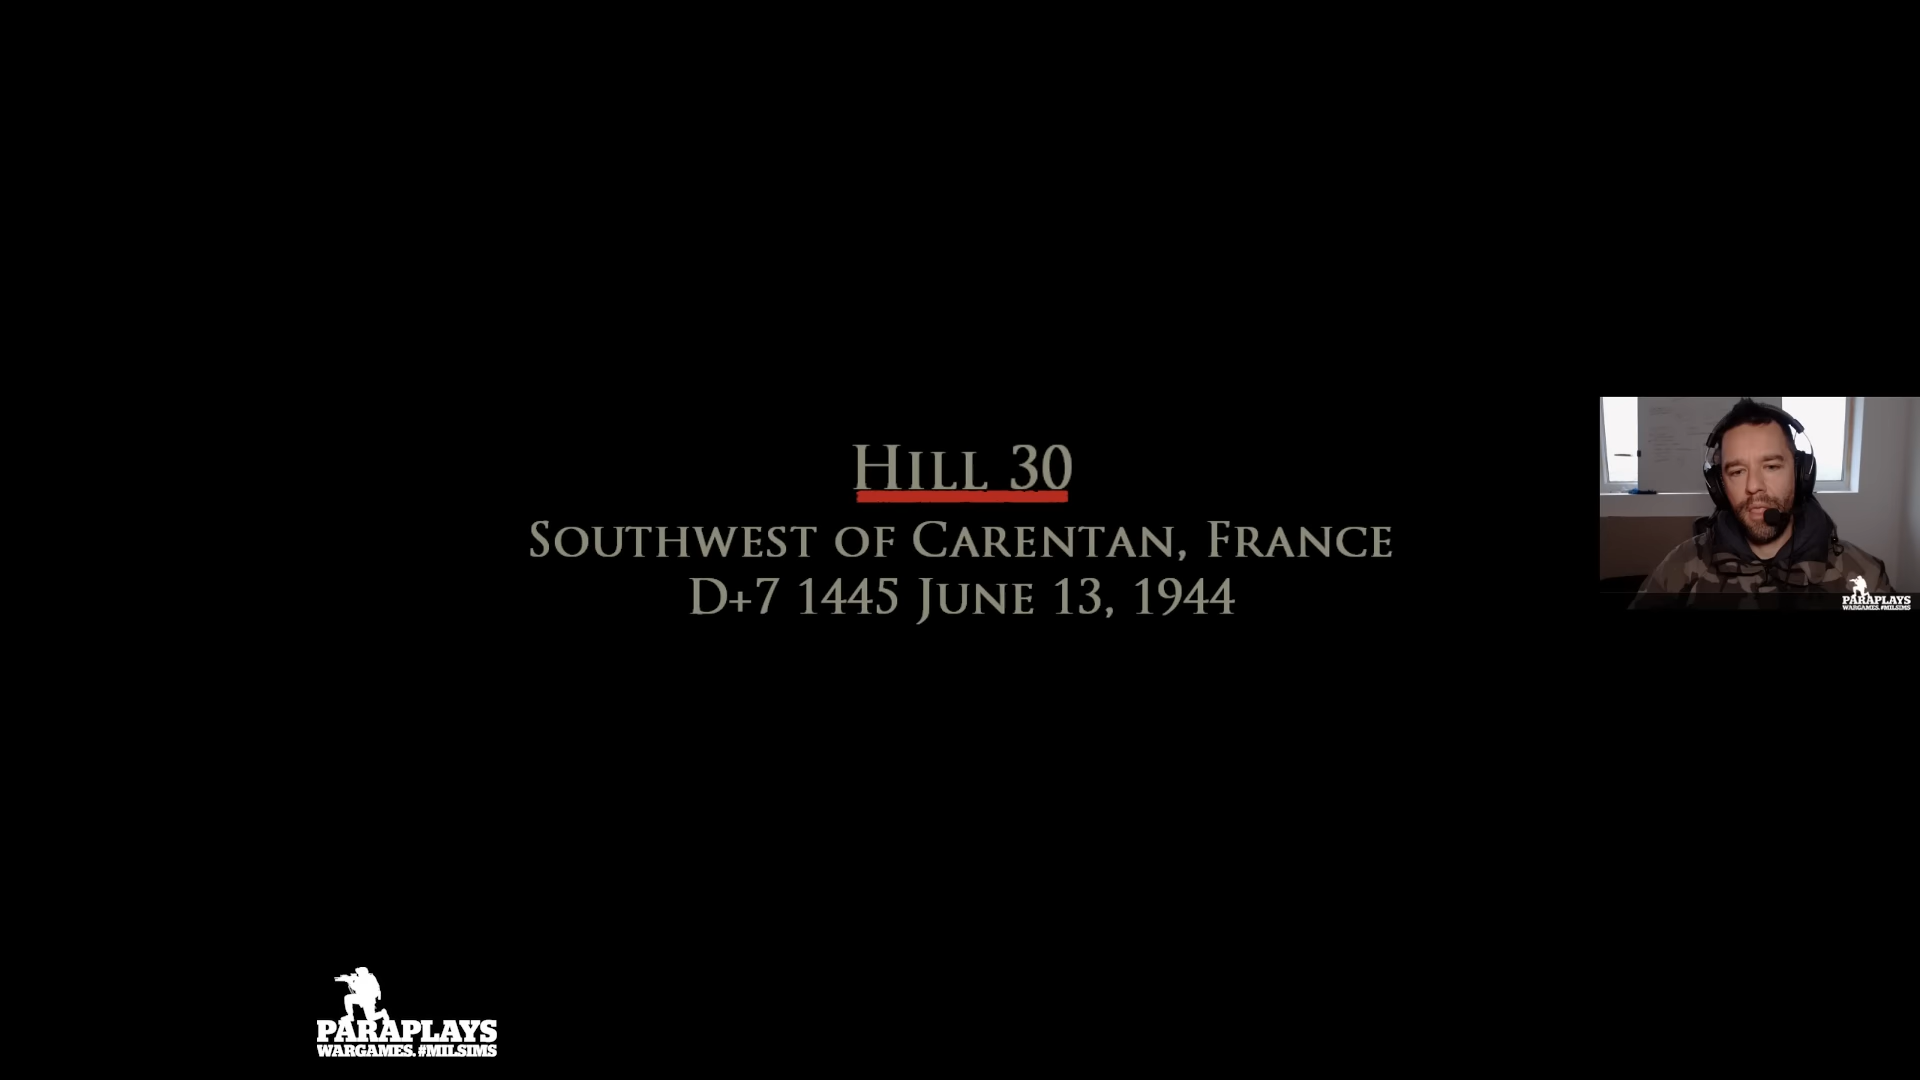 Hill 30
Southwest of Carentan, France
D+7 1445 June 13, 1944
PARAPLAYS
WARGAMES. #MILSIMS
PARAPLAYS
WARGAMES. #MILSIMS